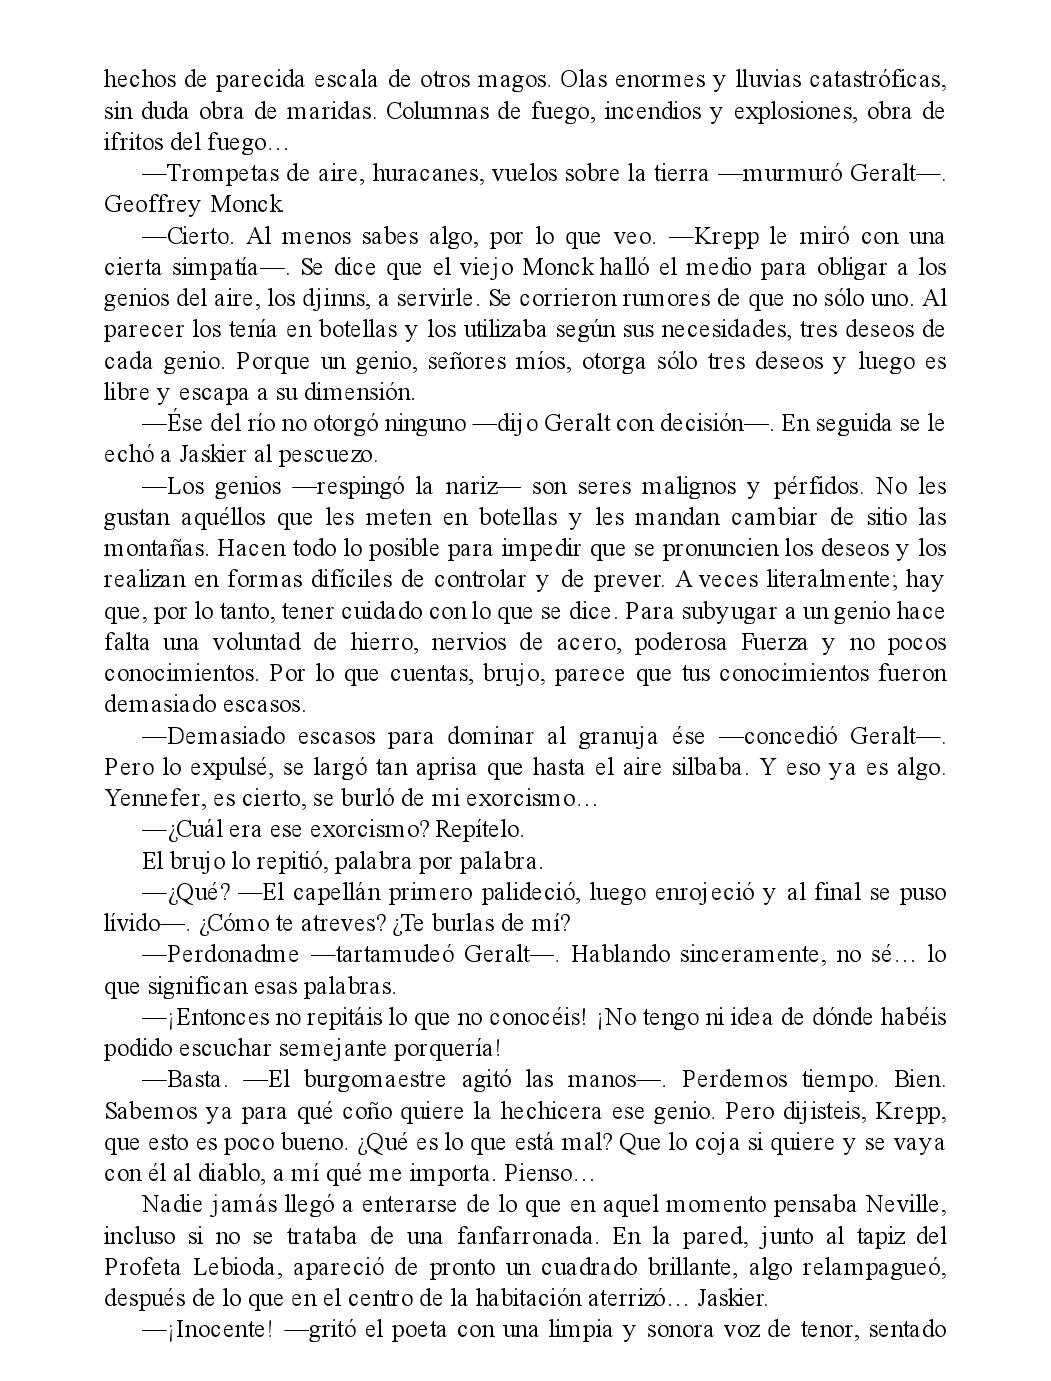 hechos de parecida escala de otros magos. Olas enormes y lluvias catastróficas,
sin duda obra de maridas. Columnas de fuego, incendios y explosiones, obra de
ifritos del fuego…
—Trompetas de aire, huracanes, vuelos sobre la tierra —murmuró Geralt—.
Geoffrey Monck.
—Cierto. Al menos sabes algo, por lo que veo. —Krepp le miró con una
cierta simpatía—. Se dice que el viejo Monck halló el medio para obligar a los
genios del aire, los djinns, a servirle. Se corrieron rumores de que no sólo uno. Al
parecer los tenía en botellas y los utilizaba según sus necesidades, tres deseos de
cada genio. Porque un genio, señores míos, otorga sólo tres deseos y luego es
libre y escapa a su dimensión.
—Ése del río no otorgó ninguno —dijo Geralt con decisión—. En seguida se le
echó a Jaskier al pescuezo.
—Los genios —respingó la nariz— son seres malignos y pérfidos. No les
gustan aquéllos que les meten en botellas y les mandan cambiar de sitio las
montañas. Hacen todo lo posible para impedir que se pronuncien los deseos y los
realizan en formas difíciles de controlar y de prever. A veces literalmente; hay
que, por lo tanto, tener cuidado con lo que se dice. Para subyugar a un genio hace
falta una voluntad de hierro, nervios de acero, poderosa Fuerza y no pocos
conocimientos. Por lo que cuentas, brujo, parece que tus conocimientos fueron
demasiado escasos.
—Demasiado escasos para dominar al granuja ése —concedió Geralt—.
Pero lo expulsé, se largó tan aprisa que hasta el aire silbaba. Y eso ya es algo.
Yennefer, es cierto, se burló de mi exorcismo…
—¿Cuál era ese exorcismo? Repítelo.
El brujo lo repitió, palabra por palabra.
—¿Qué? —El capellán primero palideció, luego enrojeció y al final se puso
lívido—. ¿Cómo te atreves? ¿Te burlas de mí?
—Perdonadme —tartamudeó Geralt—. Hablando sinceramente, no sé… lo
que significan esas palabras.
—¡Entonces no repitáis lo que no conocéis! ¡No tengo ni idea de dónde habéis
podido escuchar semejante porquería!
—Basta. —El burgomaestre agitó las manos—. Perdemos tiempo. Bien.
Sabemos ya para qué coño quiere la hechicera ese genio. Pero dijisteis, Krepp,
que esto es poco bueno. ¿Qué es lo que está mal? Que lo coja si quiere y se vaya
con él al diablo, a mí qué me importa. Pienso…
Nadie jamás llegó a enterarse de lo que en aquel momento pensaba Neville,
incluso si no se trataba de una fanfarronada. En la pared, junto al tapiz del
Profeta Lebioda, apareció de pronto un cuadrado brillante, algo relampagueó,
después de lo que en el centro de la habitación aterrizó… Jaskier.
—¡Inocente! —gritó el poeta con una limpia y sonora voz de tenor, sentado